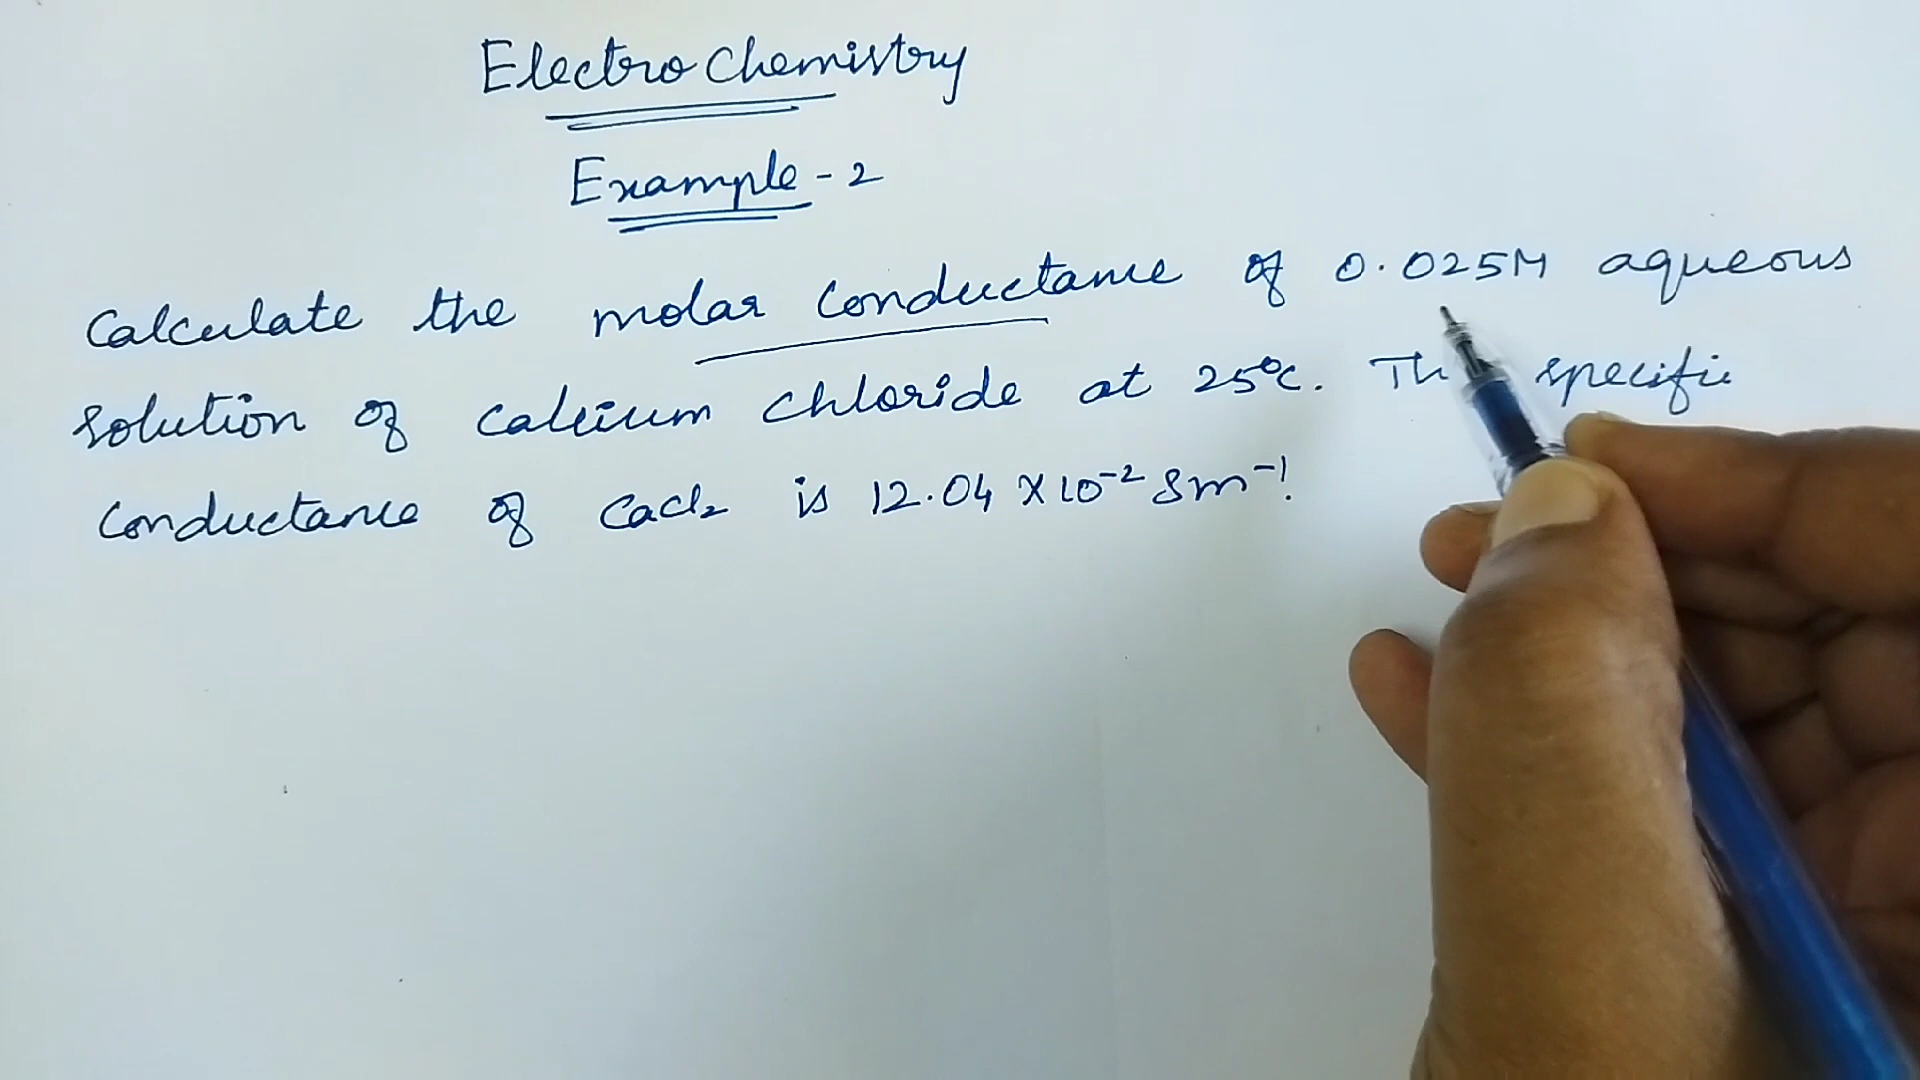 Electro Chemistry
Example - 2
Calculate the molar conductance of 0.025M aqueous
solution of calcium chloride at 25°C. The specific
conductance of CaCl₂ is 12.04 × 10⁻² Sm⁻¹.